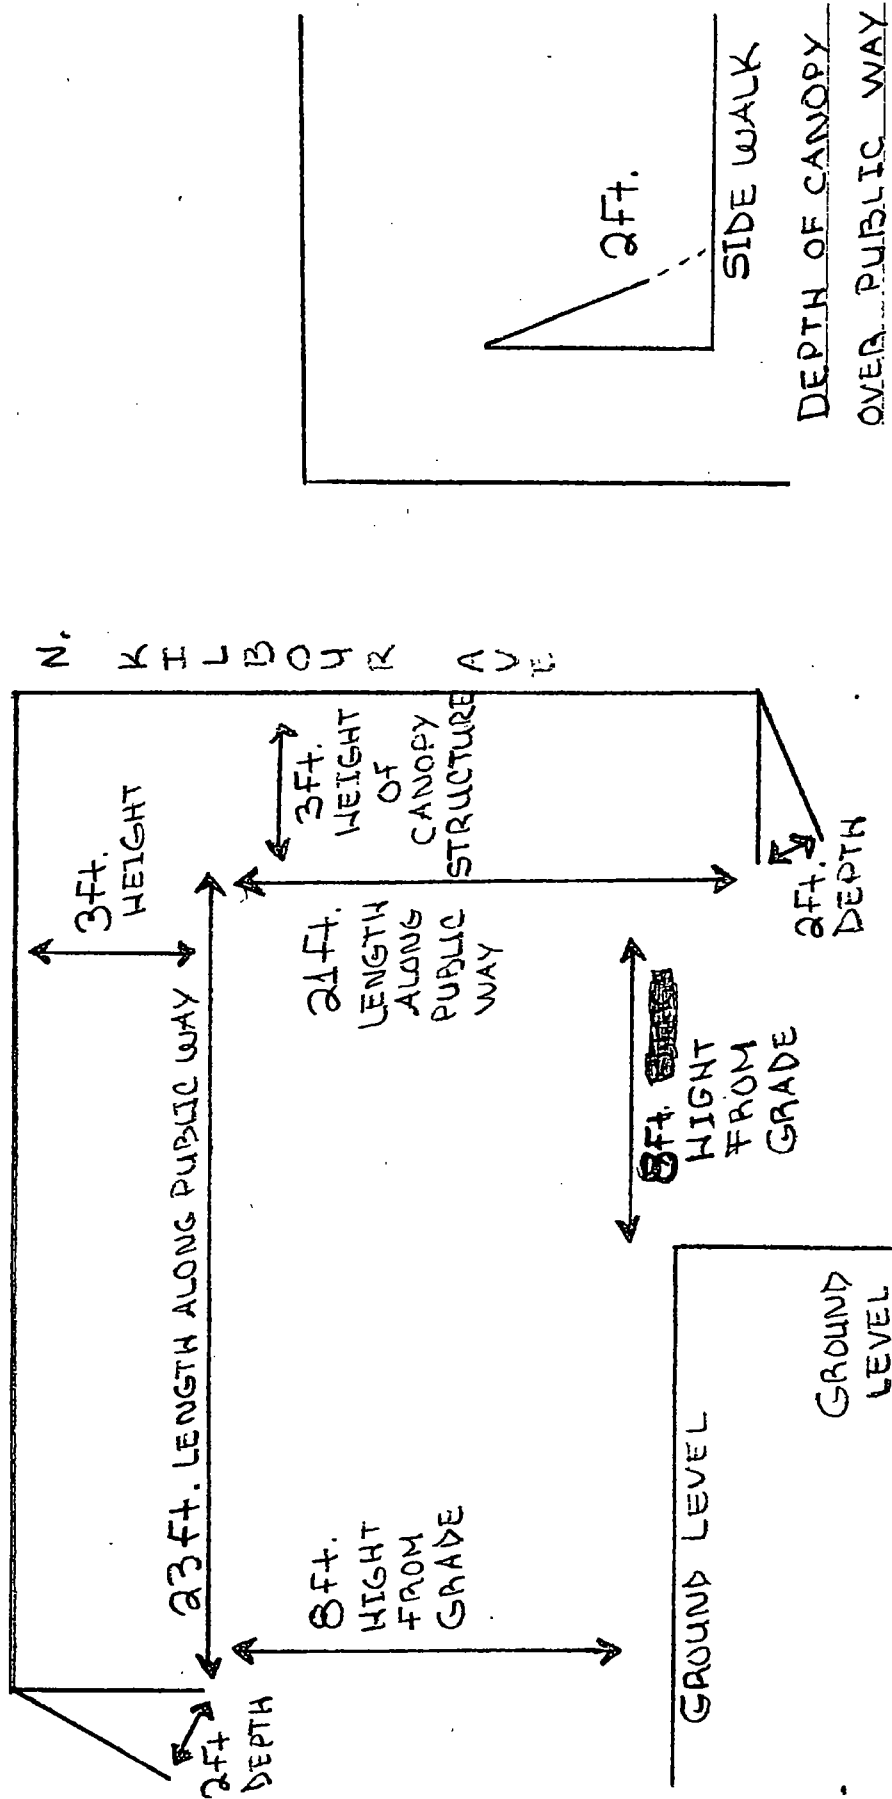 N. KILBOUR AVE
3Ft.
HEIGHT
23Ft. LENGTH ALONG PUBLIC WAY
2Ft
DEPTH
8Ft.
HIGHT
FROM
GRADE
GROUND LEVEL
21Ft.
LENGTH
ALONG
PUBLIC
WAY
3Ft.
HEIGHT
OF
CANOPY
STRUCTURE
8Ft.
HIGHT
FROM
GRADE
2Ft.
DEPTH
GROUND
LEVEL
2Ft.
SIDE WALK
DEPTH OF CANOPY
OVER PUBLIC WAY